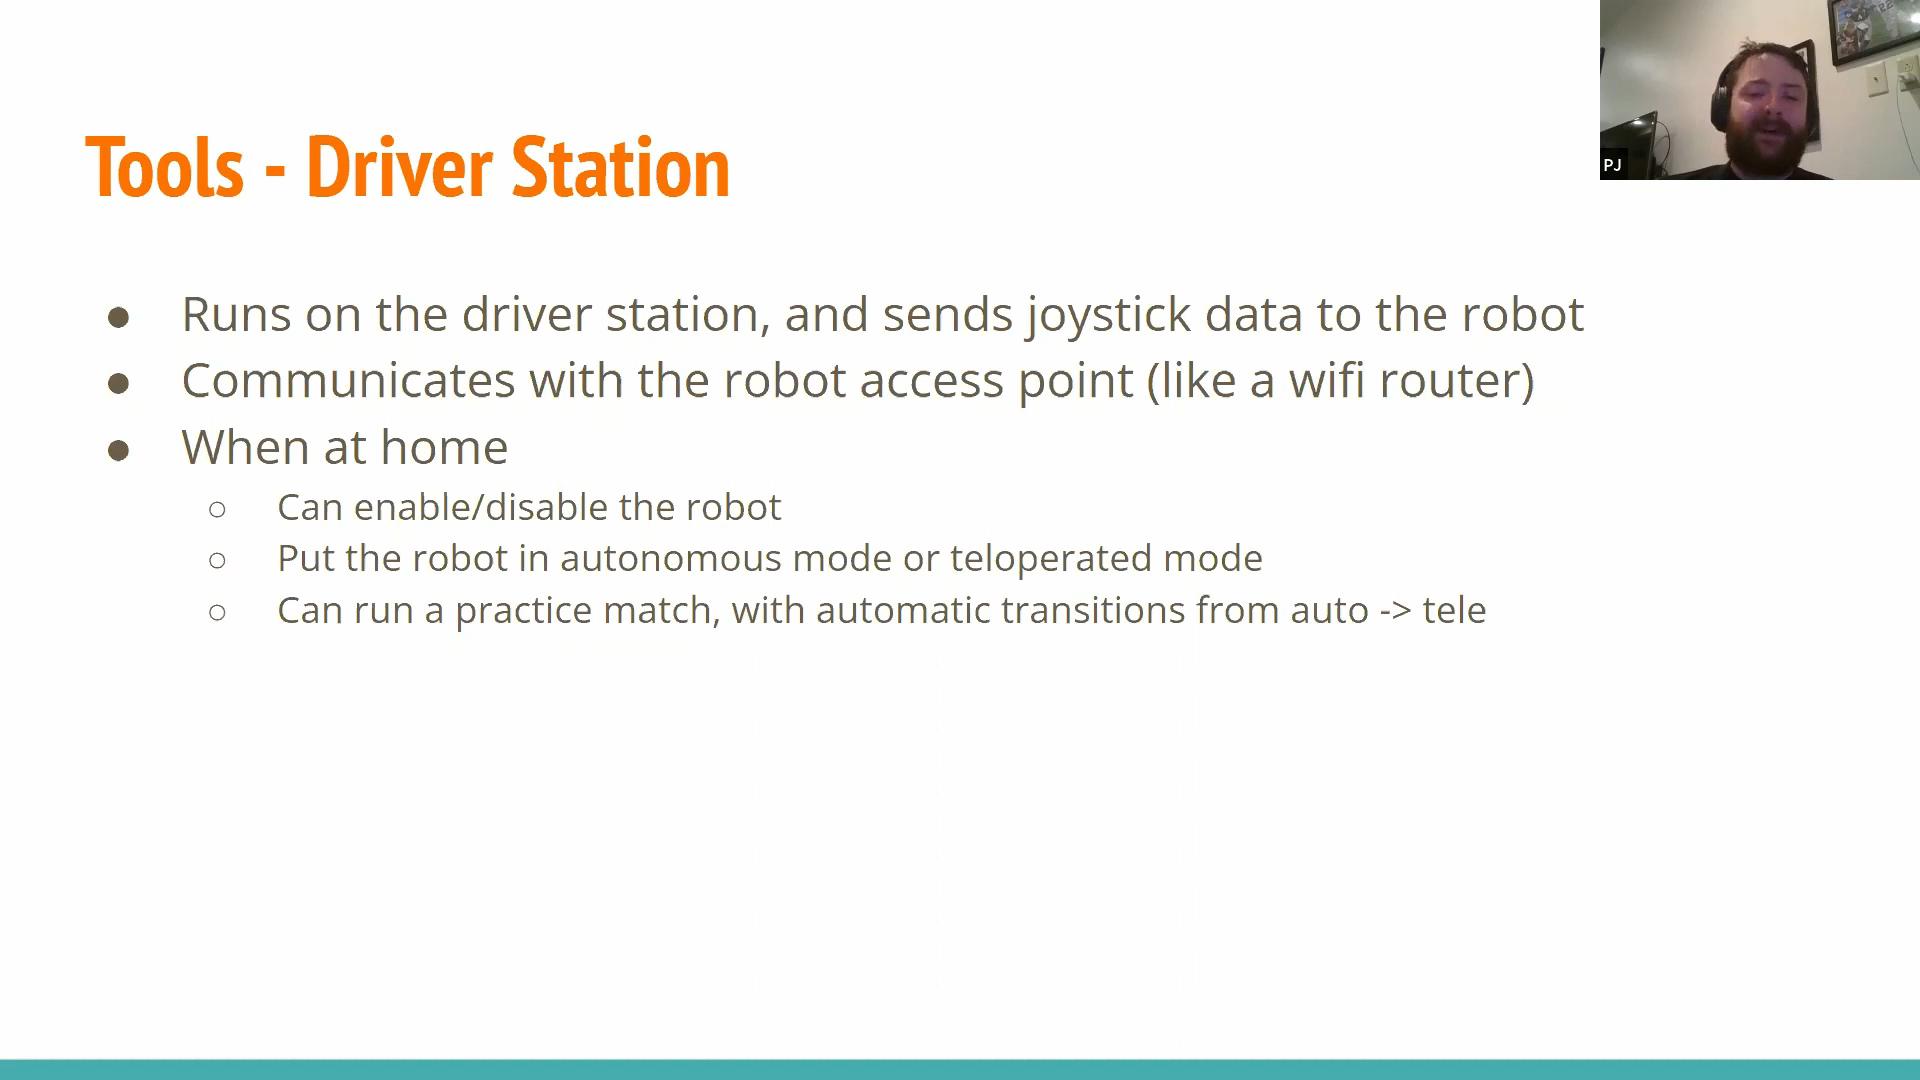 Tools - Driver Station
PJ
● Runs on the driver station, and sends joystick data to the robot
● Communicates with the robot access point (like a wifi router)
● When at home
○ Can enable/disable the robot
○ Put the robot in autonomous mode or teloperated mode
○ Can run a practice match, with automatic transitions from auto -> tele